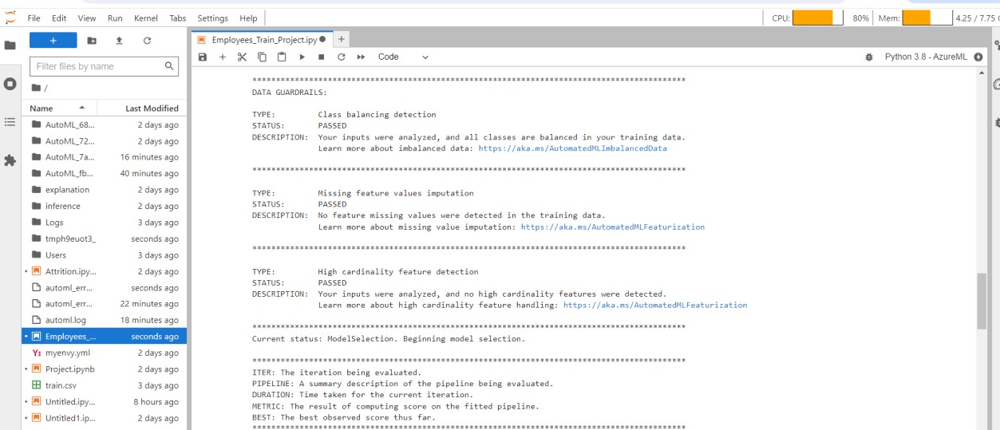 File Edit View Run Kernel Tabs Settings Help
CPU: 80% Mem: 4.25 / 7.75
Employees_Train_Project.ipy
Filter files by name
Code
Python 3.8 - AzureML
/
Name Last Modified
AutoML_68... 2 days ago
AutoML_72... 2 days ago
AutoML_7a... 16 minutes ago
AutoML_fb... 40 minutes ago
explanation 2 days ago
inference 2 days ago
Logs 3 days ago
tmph9euot3_ seconds ago
Users 3 days ago
Attrition.ipy... 2 days ago
automl_err... seconds ago
automl_err... 22 minutes ago
automl.log 18 minutes ago
Employees_... seconds ago
Y: myenvy.yml 2 days ago
Project.ipynb 2 days ago
train.csv 3 days ago
Untitled.ipy... 8 hours ago
Untitled1.ip... 2 days ago
********************************************************************************************
DATA GUARDRAILS:
TYPE: Class balancing detection
STATUS: PASSED
DESCRIPTION: Your inputs were analyzed, and all classes are balanced in your training data.
Learn more about imbalanced data: https://aka.ms/AutomatedMLImbalancedData
********************************************************************************************
TYPE: Missing feature values imputation
STATUS: PASSED
DESCRIPTION: No feature missing values were detected in the training data.
Learn more about missing value imputation: https://aka.ms/AutomatedMLFeaturization
********************************************************************************************
TYPE: High cardinality feature detection
STATUS: PASSED
DESCRIPTION: Your inputs were analyzed, and no high cardinality features were detected.
Learn more about high cardinality feature handling: https://aka.ms/AutomatedMLFeaturization
********************************************************************************************
Current status: ModelSelection. Beginning model selection.
********************************************************************************************
ITER: The iteration being evaluated.
PIPELINE: A summary description of the pipeline being evaluated.
DURATION: Time taken for the current iteration.
METRIC: The result of computing score on the fitted pipeline.
BEST: The best observed score thus far.
********************************************************************************************